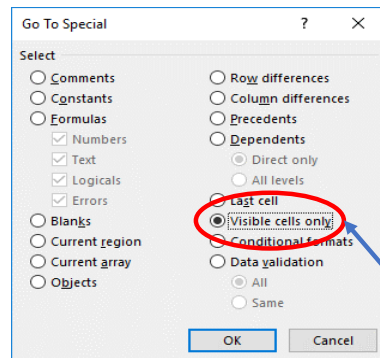 Go To Special ? ×
Select
Comments
Constants
Formulas
Numbers
Text
Logicals
Errors
Blanks
Current region
Current array
Objects
Row differences
Column differences
Precedents
Dependents
Direct only
All levels
Last cell
Visible cells only
Conditional formats
Data validation
All
Same
OK
Cancel